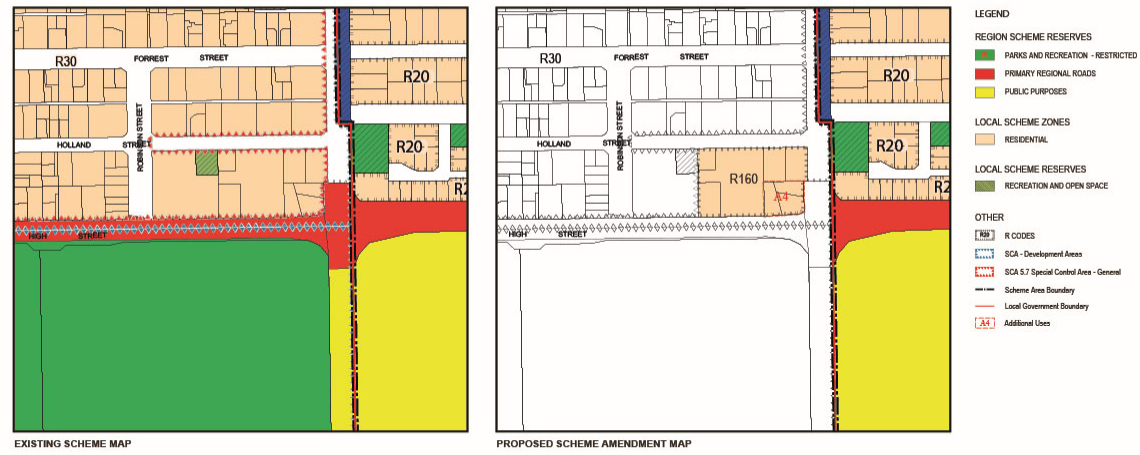 R30
FORREST STREET
R20
ROBINSON STREET
HOLLAND STREET
R20
R2
HIGH STREET
EXISTING SCHEME MAP
R30
FORREST STREET
R20
ROBINSON STREET
HOLLAND STREET
R20
R160
A4
R2
HIGH STREET
PROPOSED SCHEME AMENDMENT MAP
LEGEND
REGION SCHEME RESERVES
R
PARKS AND RECREATION - RESTRICTED
PRIMARY REGIONAL ROADS
PUBLIC PURPOSES
LOCAL SCHEME ZONES
RESIDENTIAL
LOCAL SCHEME RESERVES
RECREATION AND OPEN SPACE
OTHER
R20 R CODES
SCA - Development Areas
SCA 5.7 Special Control Area - General
Scheme Area Boundary
Local Government Boundary
A4 Additional Uses